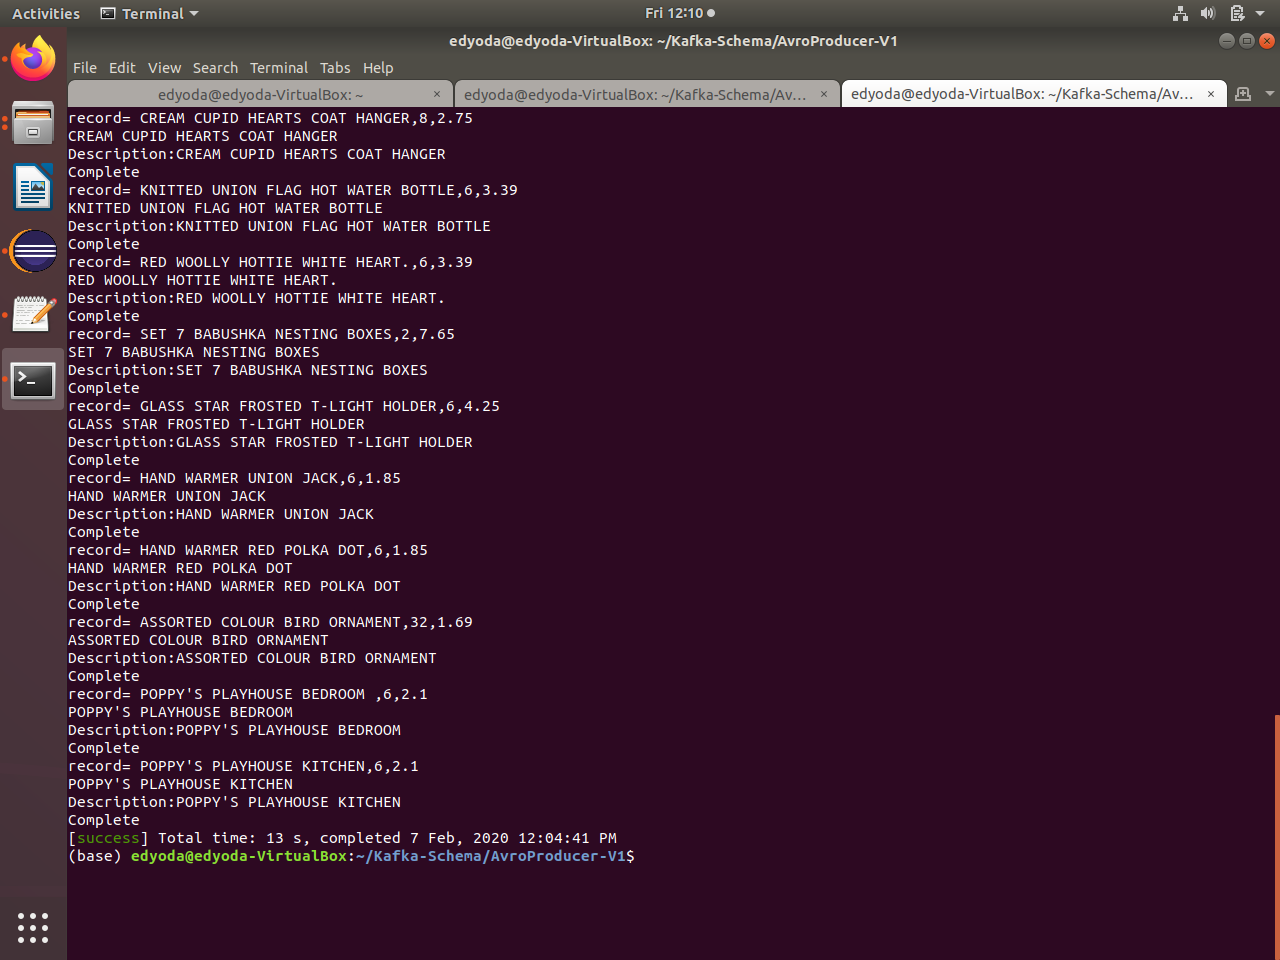 Activities Terminal Fri 12:10
edyoda@edyoda-VirtualBox: ~/Kafka-Schema/AvroProducer-V1
File Edit View Search Terminal Tabs Help
edyoda@edyoda-VirtualBox: ~ × edyoda@edyoda-VirtualBox: ~/Kafka-Schema/Av... × edyoda@edyoda-VirtualBox: ~/Kafka-Schema/Av... ×
record= CREAM CUPID HEARTS COAT HANGER,8,2.75
CREAM CUPID HEARTS COAT HANGER
Description:CREAM CUPID HEARTS COAT HANGER
Complete
record= KNITTED UNION FLAG HOT WATER BOTTLE,6,3.39
KNITTED UNION FLAG HOT WATER BOTTLE
Description:KNITTED UNION FLAG HOT WATER BOTTLE
Complete
record= RED WOOLLY HOTTIE WHITE HEART.,6,3.39
RED WOOLLY HOTTIE WHITE HEART.
Description:RED WOOLLY HOTTIE WHITE HEART.
Complete
record= SET 7 BABUSHKA NESTING BOXES,2,7.65
SET 7 BABUSHKA NESTING BOXES
Description:SET 7 BABUSHKA NESTING BOXES
Complete
record= GLASS STAR FROSTED T-LIGHT HOLDER,6,4.25
GLASS STAR FROSTED T-LIGHT HOLDER
Description:GLASS STAR FROSTED T-LIGHT HOLDER
Complete
record= HAND WARMER UNION JACK,6,1.85
HAND WARMER UNION JACK
Description:HAND WARMER UNION JACK
Complete
record= HAND WARMER RED POLKA DOT,6,1.85
HAND WARMER RED POLKA DOT
Description:HAND WARMER RED POLKA DOT
Complete
record= ASSORTED COLOUR BIRD ORNAMENT,32,1.69
ASSORTED COLOUR BIRD ORNAMENT
Description:ASSORTED COLOUR BIRD ORNAMENT
Complete
record= POPPY'S PLAYHOUSE BEDROOM ,6,2.1
POPPY'S PLAYHOUSE BEDROOM
Description:POPPY'S PLAYHOUSE BEDROOM
Complete
record= POPPY'S PLAYHOUSE KITCHEN,6,2.1
POPPY'S PLAYHOUSE KITCHEN
Description:POPPY'S PLAYHOUSE KITCHEN
Complete
[success] Total time: 13 s, completed 7 Feb, 2020 12:04:41 PM
(base) edyoda@edyoda-VirtualBox:~/Kafka-Schema/AvroProducer-V1$